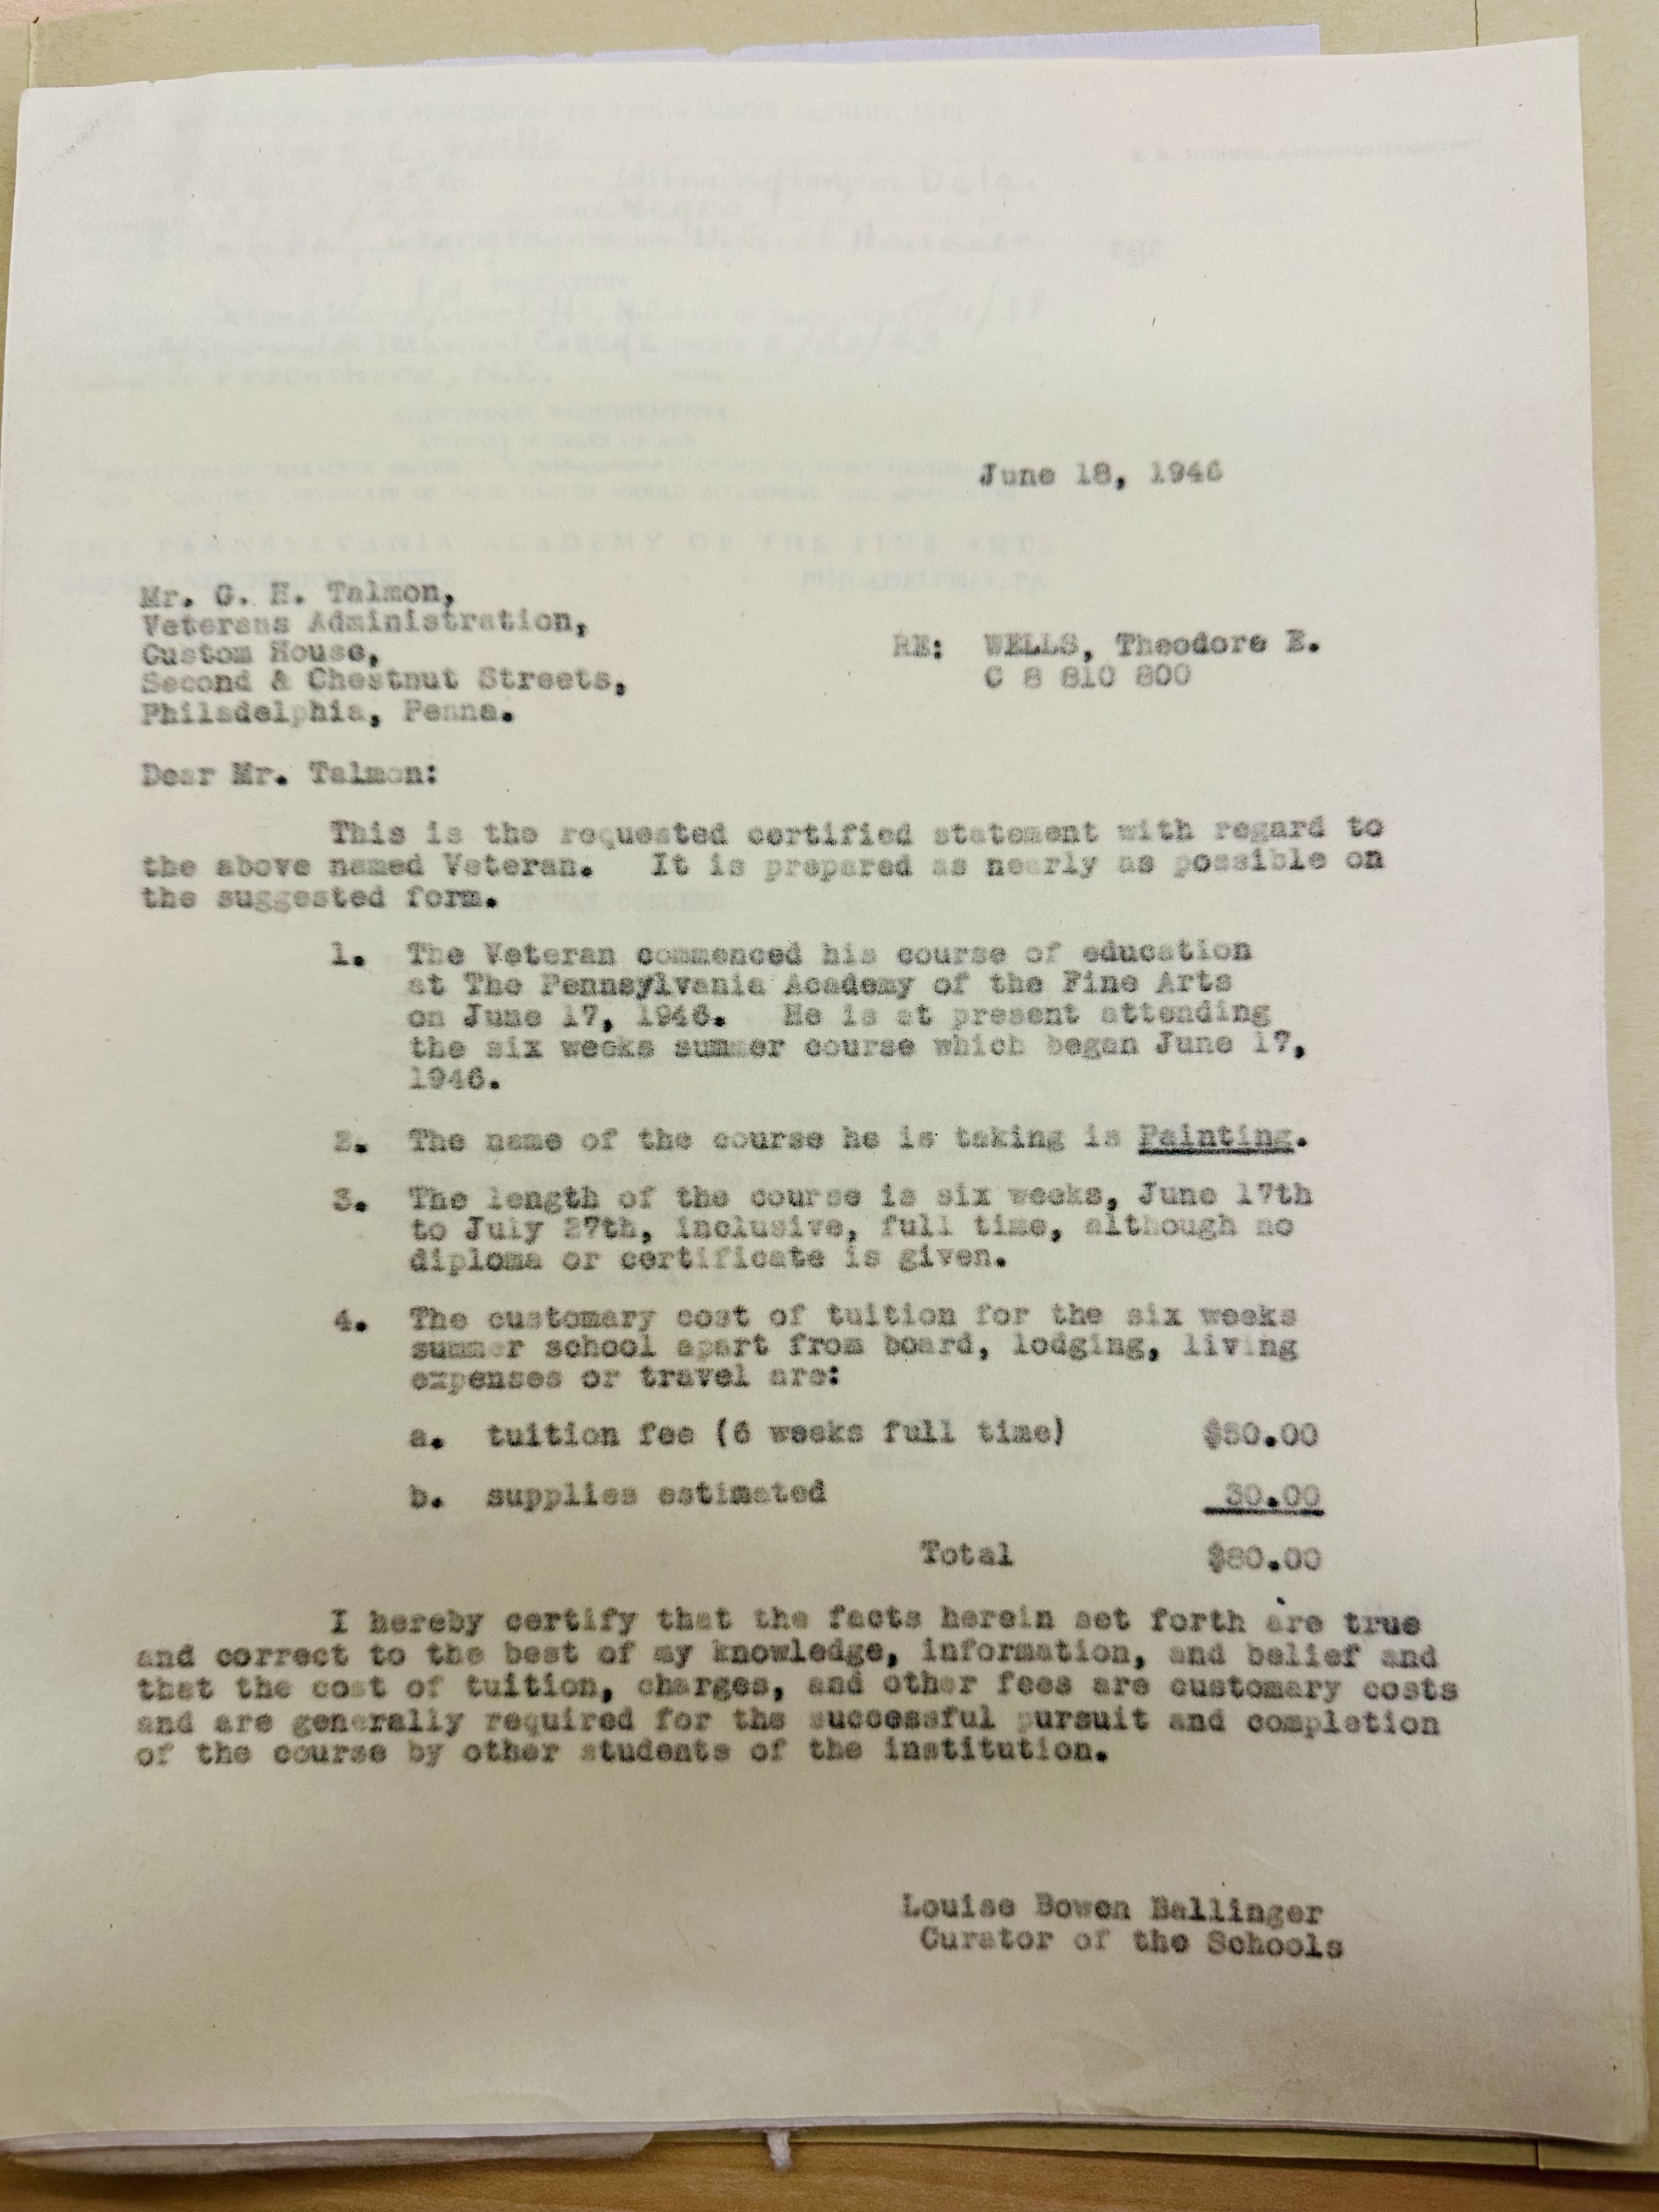 June 18, 1946
Mr. G. H. Talmon,
Veterans Administration,
Custom House,
Second & Chestnut Streets,
Philadelphia, Penna.
RE: WELLS, Theodore E.
C 8 810 800
Dear Mr. Talmon:
This is the requested certified statement with regard to
the above named Veteran. It is prepared as nearly as possible on
the suggested form.
1. The Veteran commenced his course of education
at The Pennsylvania Academy of the Fine Arts
on June 17, 1946. He is at present attending
the six weeks summer course which began June 17,
1946.
2. The name of the course he is taking is Painting.
3. The length of the course is six weeks, June 17th
to July 27th, inclusive, full time, although no
diploma or certificate is given.
4. The customary cost of tuition for the six weeks
summer school apart from board, lodging, living
expenses or travel are:
a. tuition fee (6 weeks full time) $50.00
b. supplies estimated 30.00
Total $80.00
I hereby certify that the facts herein set forth are true
and correct to the best of my knowledge, information, and belief and
that the cost of tuition, charges, and other fees are customary costs
and are generally required for the successful pursuit and completion
of the course by other students of the institution.
Louise Bowen Ballinger
Curator of the Schools